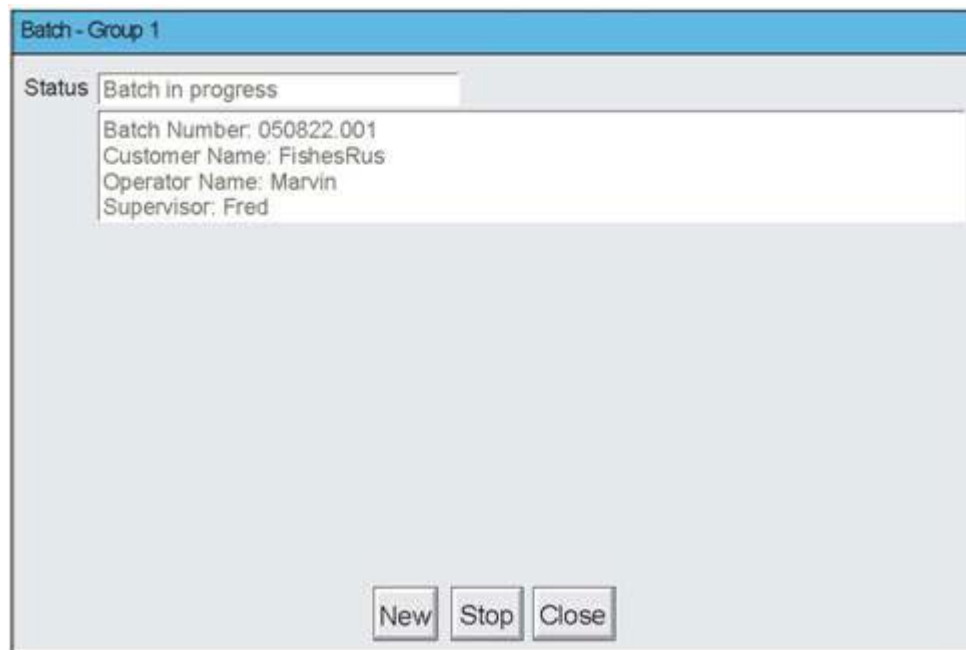 Batch - Group 1
Status Batch in progress
Batch Number: 050822.001
Customer Name: FishesRus
Operator Name: Marvin
Supervisor: Fred
New Stop Close